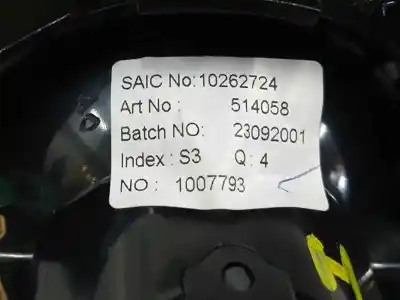 SAIC No:10262724
Art No : 514058
Batch NO: 23092001
Index : S3 Q: 4
NO : 1007793